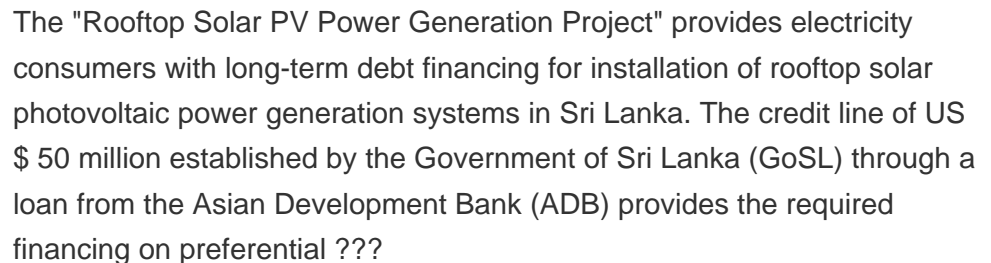 The "Rooftop Solar PV Power Generation Project" provides electricity
consumers with long-term debt financing for installation of rooftop solar
photovoltaic power generation systems in Sri Lanka. The credit line of US
$ 50 million established by the Government of Sri Lanka (GoSL) through a
loan from the Asian Development Bank (ADB) provides the required
financing on preferential ???